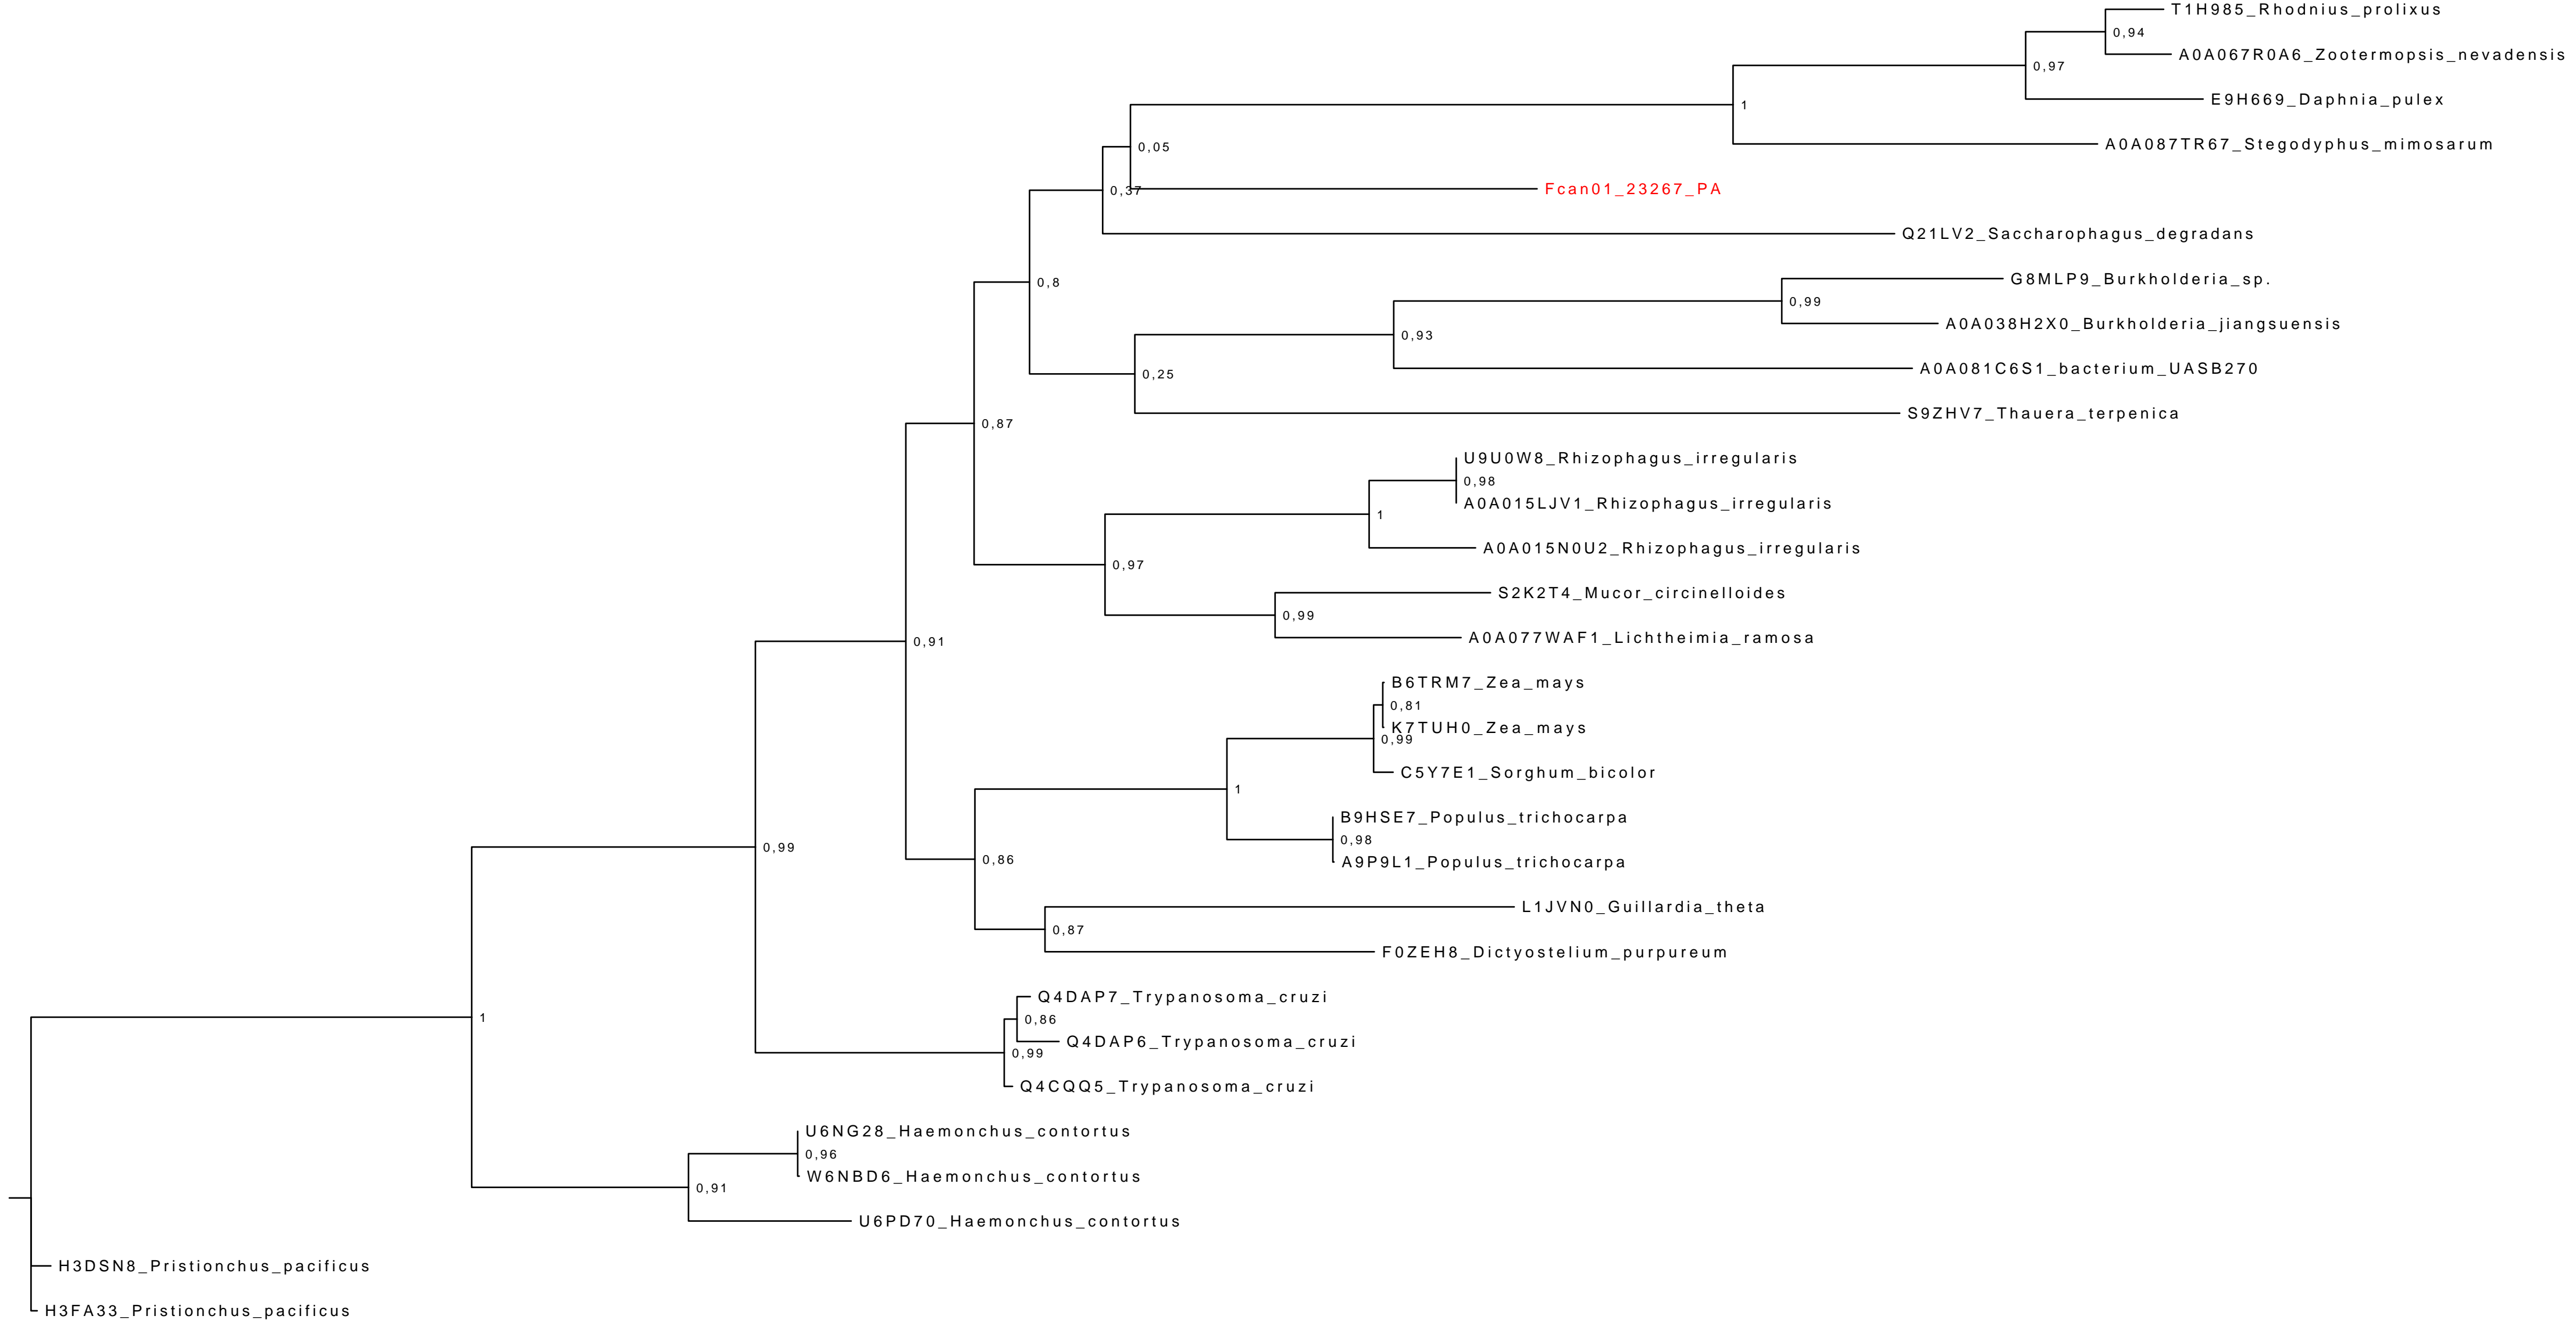 T1H985_Rhodnius_prolixus
0,94
A0A067R0A6_Zootermopsis_nevadensis
0,97
E9H669_Daphnia_pulex
1
A0A087TR67_Stegodyphus_mimosarum
0,05
Fcan01_23267_PA
0,37
Q21LV2_Saccharophagus_degradans
G8MLP9_Burkholderia_sp.
0,8
0,99
A0A038H2X0_Burkholderia_jiangsuensis
0,93
A0A081C6S1_bacterium_UASB270
0,25
S9ZHV7_Thauera_terpenica
0,87
U9U0W8_Rhizophagus_irregularis
0,98
A0A015LJV1_Rhizophagus_irregularis
1
A0A015N0U2_Rhizophagus_irregularis
0,97
S2K2T4_Mucor_circinelloides
0,99
A0A077WAF1_Lichtheimia_ramosa
0,91
B6TRM7_Zea_mays
0,81
K7TUH0_Zea_mays
0,99
C5Y7E1_Sorghum_bicolor
1
B9HSE7_Populus_trichocarpa
0,98
A9P9L1_Populus_trichocarpa
0,99
0,86
L1JVN0_Guillardia_theta
0,87
F0ZEH8_Dictyostelium_purpureum
Q4DAP7_Trypanosoma_cruzi
1
0,86
Q4DAP6_Trypanosoma_cruzi
0,99
Q4CQQ5_Trypanosoma_cruzi
U6NG28_Haemonchus_contortus
0,96
W6NBD6_Haemonchus_contortus
0,91
U6PD70_Haemonchus_contortus
H3DSN8_Pristionchus_pacificus
H3FA33_Pristionchus_pacificus